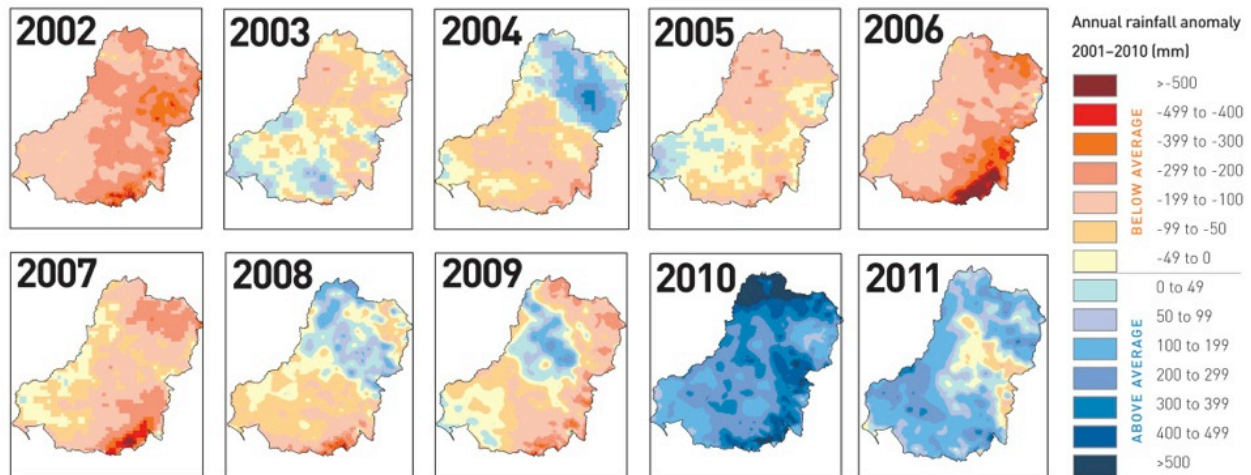 2002
2003
2004
2005
2006
2007
2008
2009
2010
2011
Annual rainfall anomaly
2001–2010 (mm)
BELOW AVERAGE
>-500
-499 to -400
-399 to -300
-299 to -200
-199 to -100
-99 to -50
-49 to 0
ABOVE AVERAGE
0 to 49
50 to 99
100 to 199
200 to 299
300 to 399
400 to 499
>500